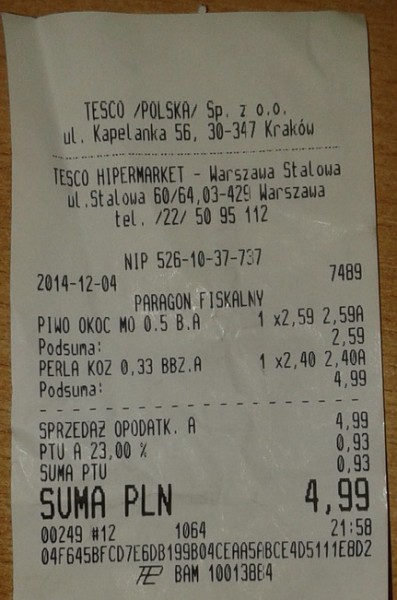 TESCO /POLSKA/ Sp. z o.o.
ul. Kapelanka 56, 30-347 Kraków
TESCO HIPERMARKET - Warszawa Stalowa
ul.Stalowa 60/64,03-429 Warszawa
tel. /22/ 50 95 112
NIP 526-10-37-737
2014-12-04 7489
PARAGON FISKALNY
PIWO OKOC MO 0.5 B.A 1 x2,59 2,59A
Podsuma: 2,59
PERLA KOZ 0,33 BBZ.A 1 x2,40 2,40A
Podsuma: 4,99
SPRZEDAŻ OPODATK. A 4,99
PTU A 23,00 % 0,93
SUMA PTU 0,93
SUMA PLN 4,99
00249 #12 1064 21:58
04F645BFCD7E6DB199B04CEAA5ABCE4D5111E8D2
BAM 10013884